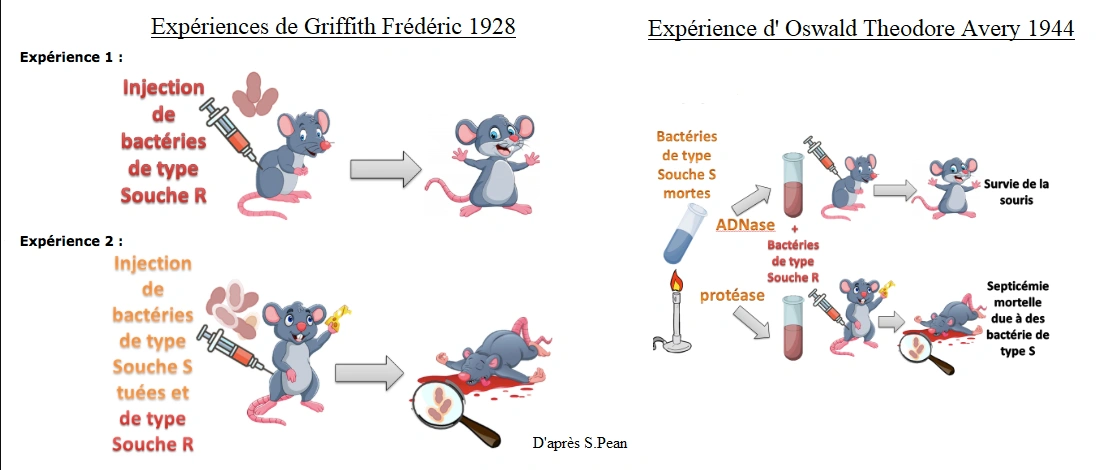 Expériences de Griffith Frédéric 1928
Expérience 1 :
Injection
de
bactéries
de type
Souche R
Expérience 2 :
Injection
de
bactéries
de type
Souche S
tuées et
de type
Souche R
D'après S.Pean
Expérience d' Oswald Theodore Avery 1944
Bactéries
de type
Souche S
mortes
ADNase
+
Bactéries
de type
Souche R
protéase
Survie de la
souris
Septicémie
mortelle
due à des
bactérie de
type S